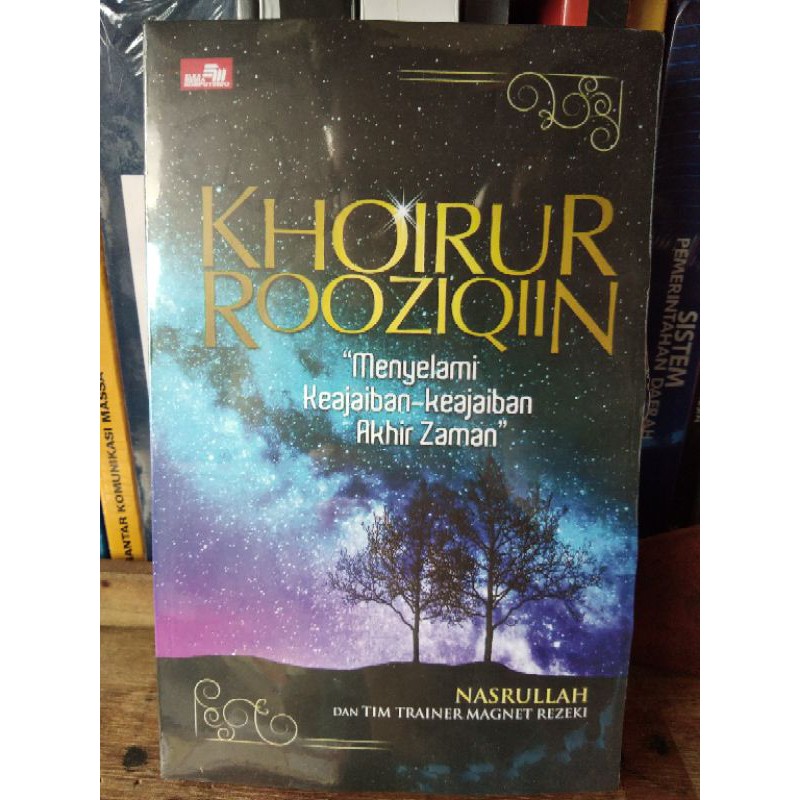 KHOIRUR
ROOZIQIIN
"Menyelami
Keajaiban-keajaiban
Akhir Zaman"
NASRULLAH
DAN TIM TRAINER MAGNET REZEKI
ANTAR KOMUNIKASI MASSA
SISTEM
PEMERINTAHAN DAERAH